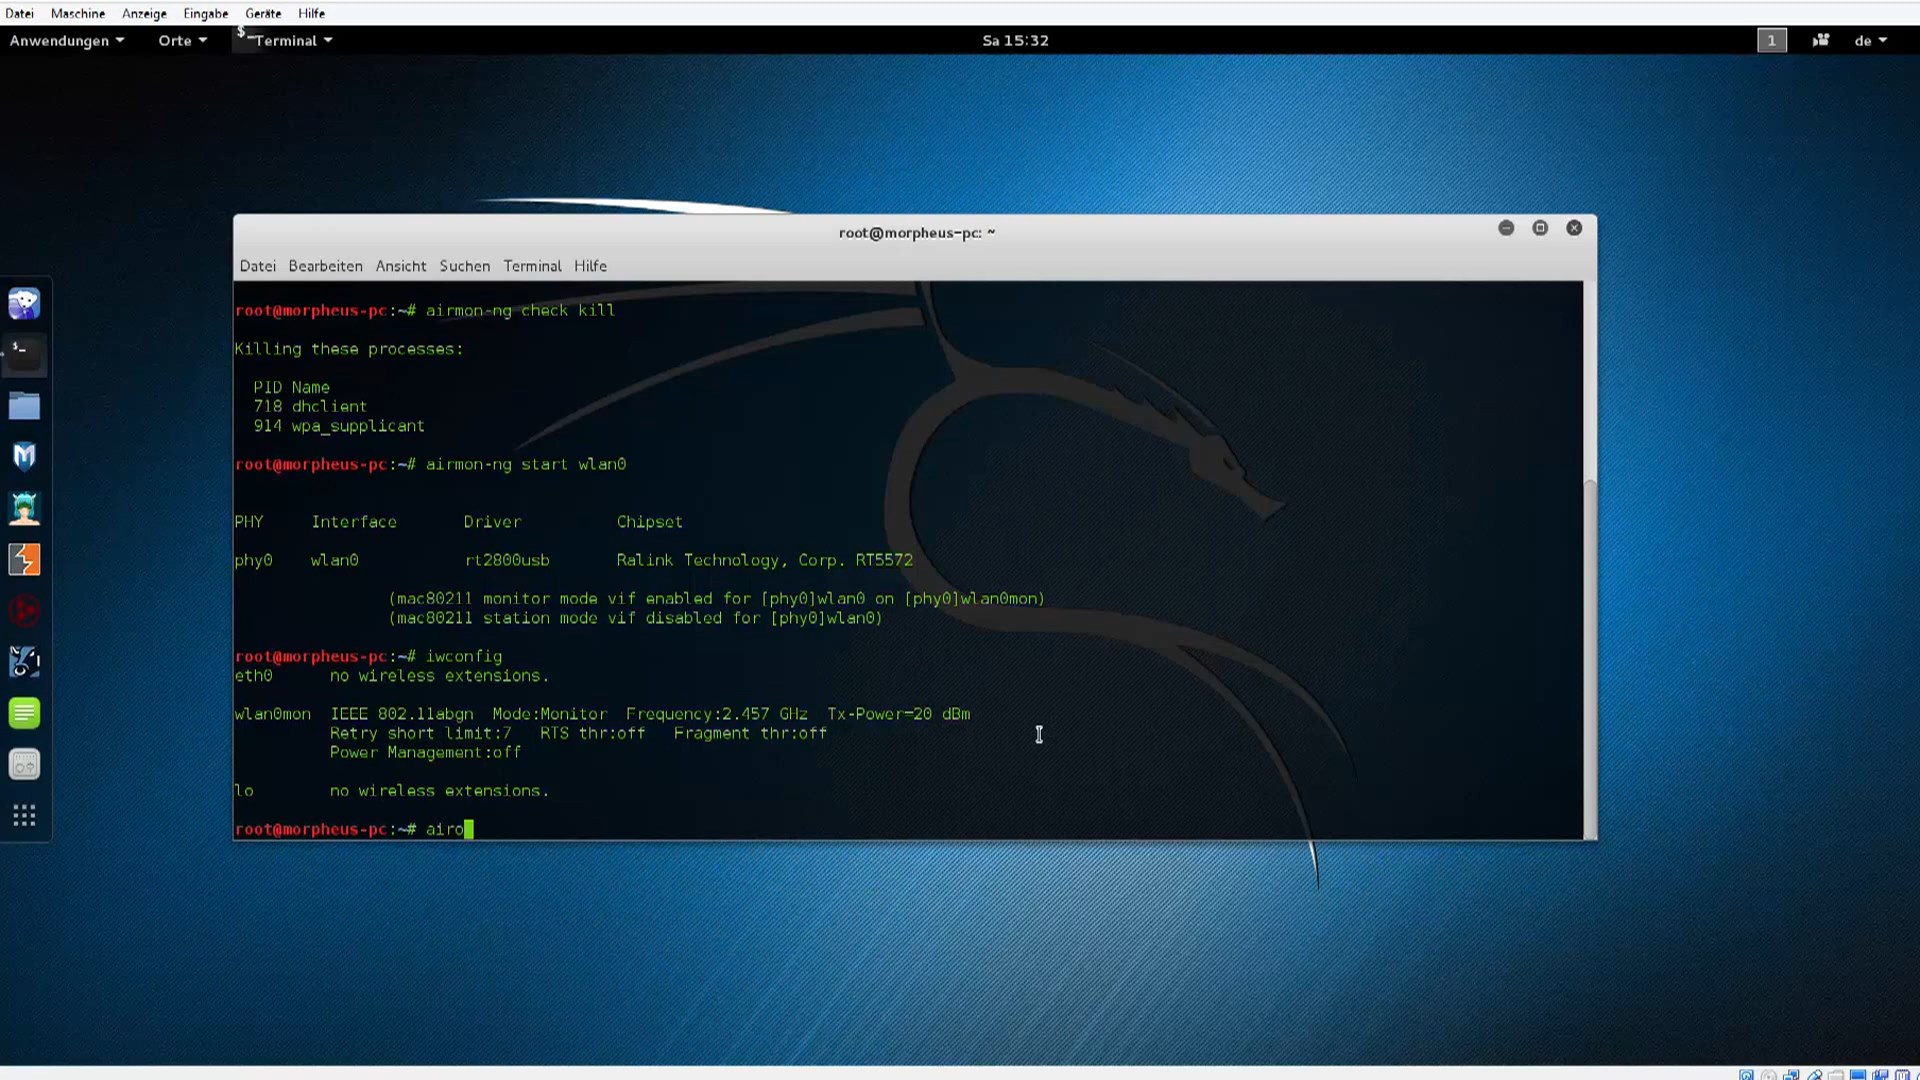 Datei Maschine Anzeige Eingabe Geräte Hilfe
Anwendungen Orte Terminal Sa 15:32 1 de
root@morpheus-pc: ~
Datei Bearbeiten Ansicht Suchen Terminal Hilfe
root@morpheus-pc:~# airmon-ng check kill
Killing these processes:
PID Name
718 dhclient
914 wpa_supplicant
root@morpheus-pc:~# airmon-ng start wlan0
PHY Interface Driver Chipset
phy0 wlan0 rt2800usb Ralink Technology, Corp. RT5572
(mac80211 monitor mode vif enabled for [phy0]wlan0 on [phy0]wlan0mon)
(mac80211 station mode vif disabled for [phy0]wlan0)
root@morpheus-pc:~# iwconfig
eth0 no wireless extensions.
wlan0mon IEEE 802.11abgn Mode:Monitor Frequency:2.457 GHz Tx-Power=20 dBm
Retry short limit:7 RTS thr:off Fragment thr:off
Power Management:off
lo no wireless extensions.
root@morpheus-pc:~# airo